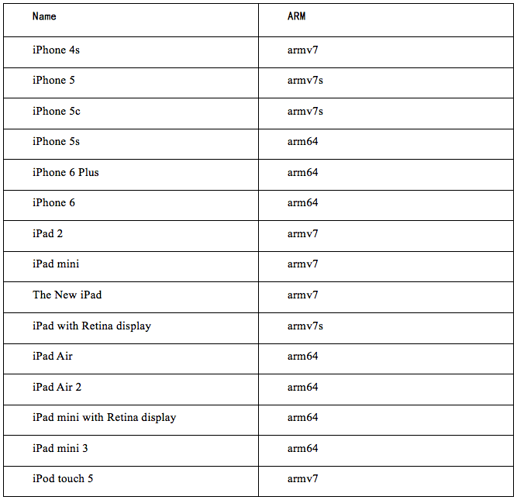 Name ARM
iPhone 4s armv7
iPhone 5 armv7s
iPhone 5c armv7s
iPhone 5s arm64
iPhone 6 Plus arm64
iPhone 6 arm64
iPad 2 armv7
iPad mini armv7
The New iPad armv7
iPad with Retina display armv7s
iPad Air arm64
iPad Air 2 arm64
iPad mini with Retina display arm64
iPad mini 3 arm64
iPod touch 5 armv7